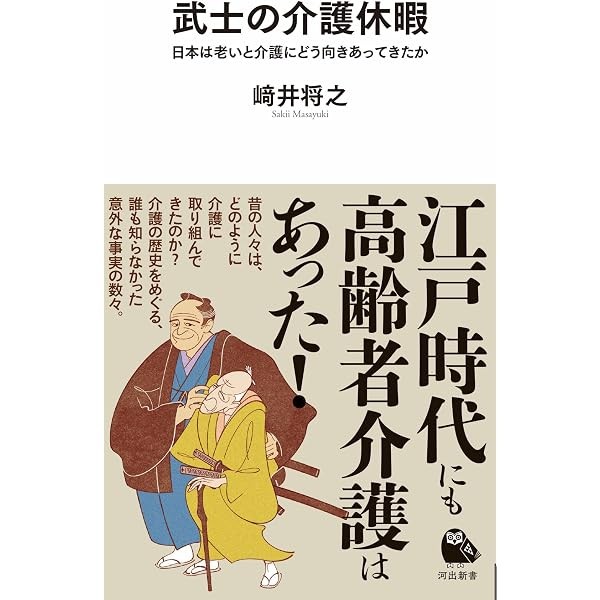 武士の介護休暇
日本は老いと介護にどう向きあってきたか
﨑井将之
Sakii Masayuki
江戸時代にも
高齢者介護は
あった!
昔の人々は、
どのように
介護に
取り組んで
きたのか?
介護の歴史をめぐる、
誰も知らなかった
意外な事実の数々。
河出新書